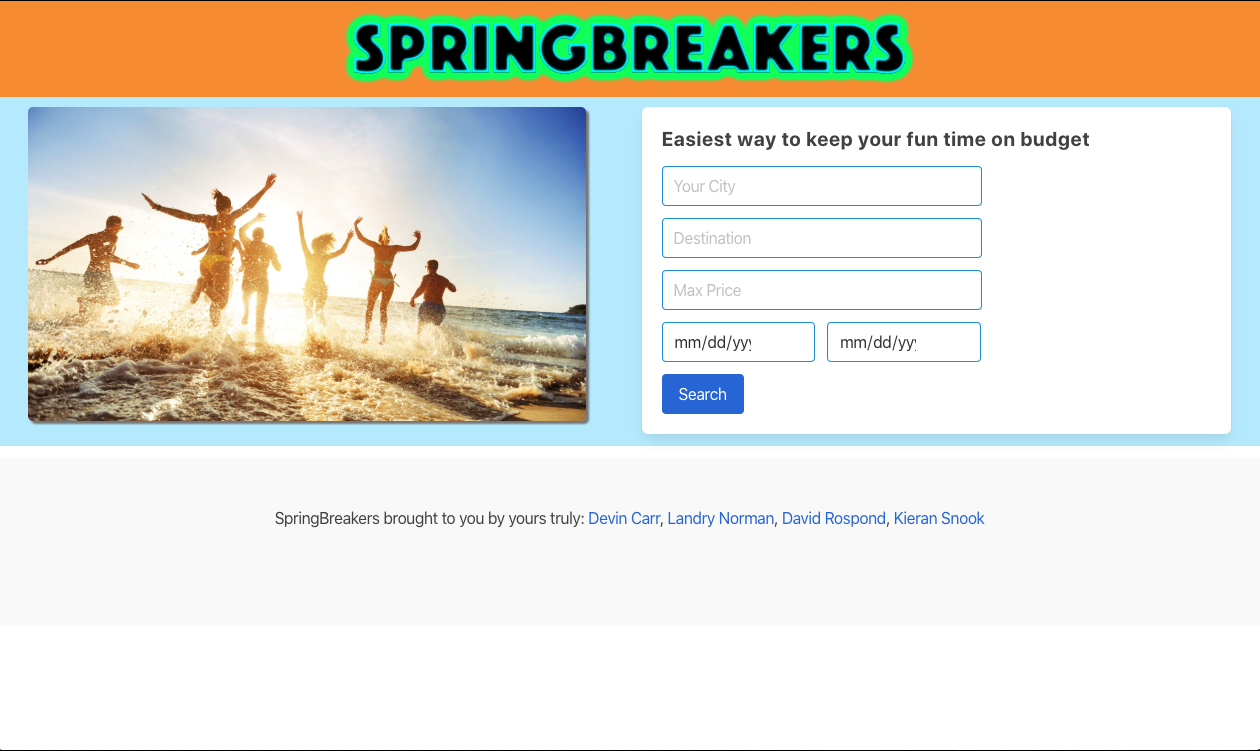 SPRINGBREAKERS
Easiest way to keep your fun time on budget
Your City
Destination
Max Price
mm/dd/yyy mm/dd/yyy
Search
SpringBreakers brought to you by yours truly: Devin Carr, Landry Norman, David Rospond, Kieran Snook